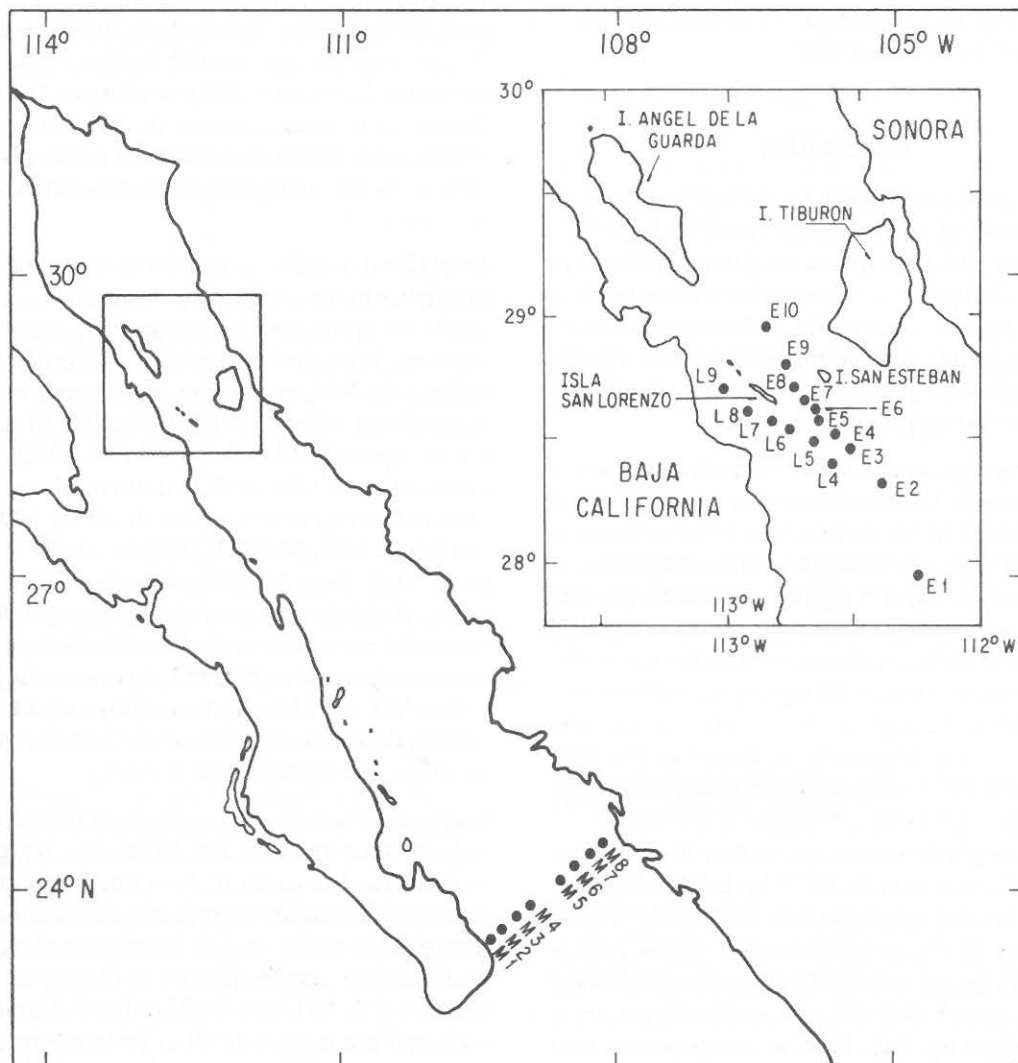 114° 111° 108° 105° W
30°
27°
24° N
M1
M2
M3
M4
M5
M6
M7
M8
30°
29°
28°
I. ANGEL DE LA
GUARDA
SONORA
I. TIBURON
E10
E9
L9
E8
E7
I. SAN ESTEBAN
ISLA
SAN LORENZO
E6
L8
E5
L7
E4
L6
E3
L5
L4
E2
BAJA
CALIFORNIA
E1
113° W
113° W 112° W